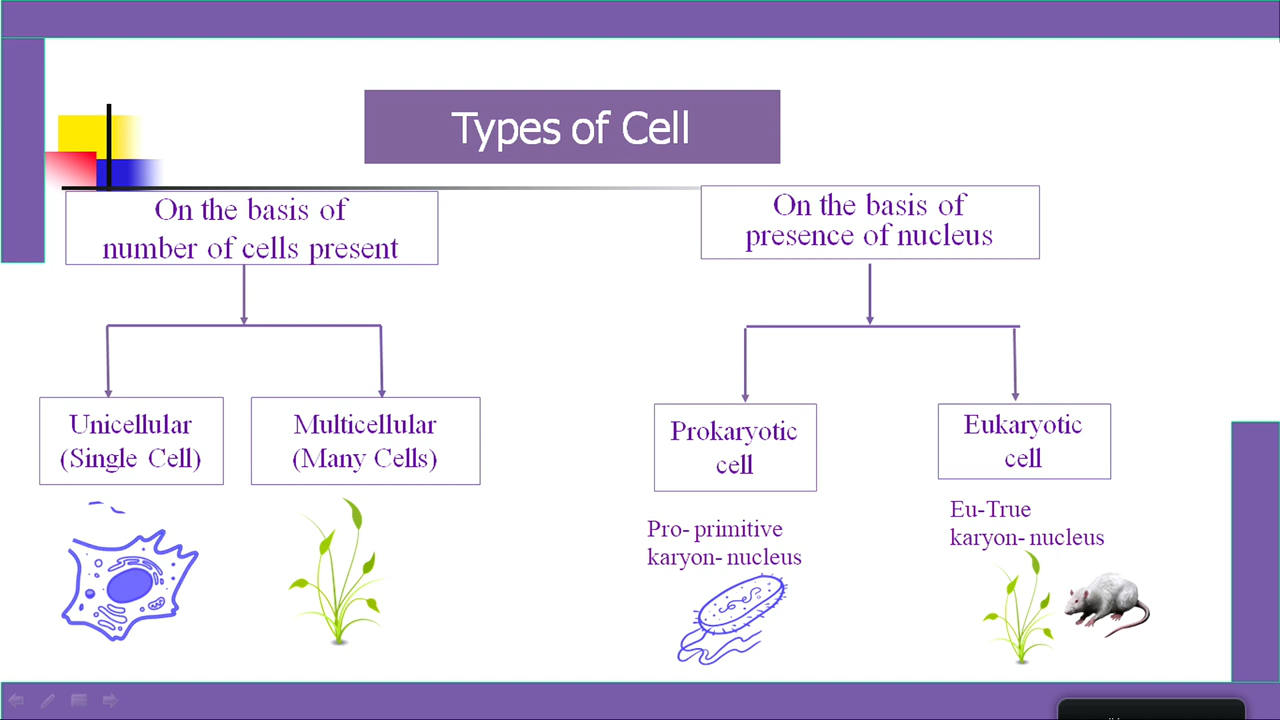 Types of Cell
On the basis of
number of cells present
On the basis of
presence of nucleus
Unicellular
(Single Cell)
Multicellular
(Many Cells)
Prokaryotic
cell
Eukaryotic
cell
Pro- primitive
karyon- nucleus
Eu-True
karyon- nucleus